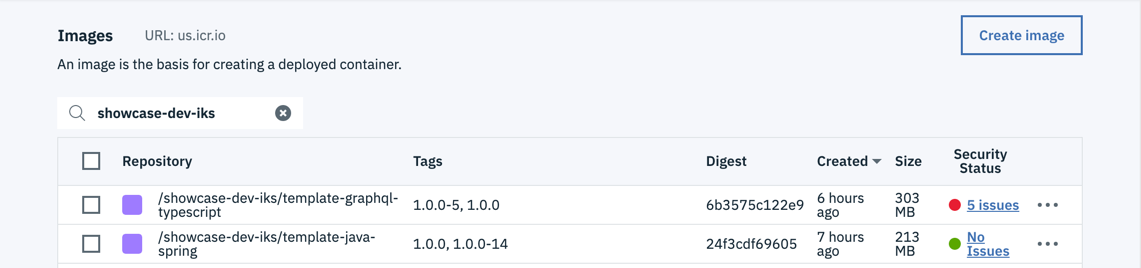 Images URL: us.icr.io
Create image
An image is the basis for creating a deployed container.
showcase-dev-iks
Repository Tags Digest Created Size Security Status
/showcase-dev-iks/template-graphql-typescript 1.0.0-5, 1.0.0 6b3575c122e9 6 hours ago 303 MB 5 issues
/showcase-dev-iks/template-java-spring 1.0.0, 1.0.0-14 24f3cdf69605 7 hours ago 213 MB No Issues